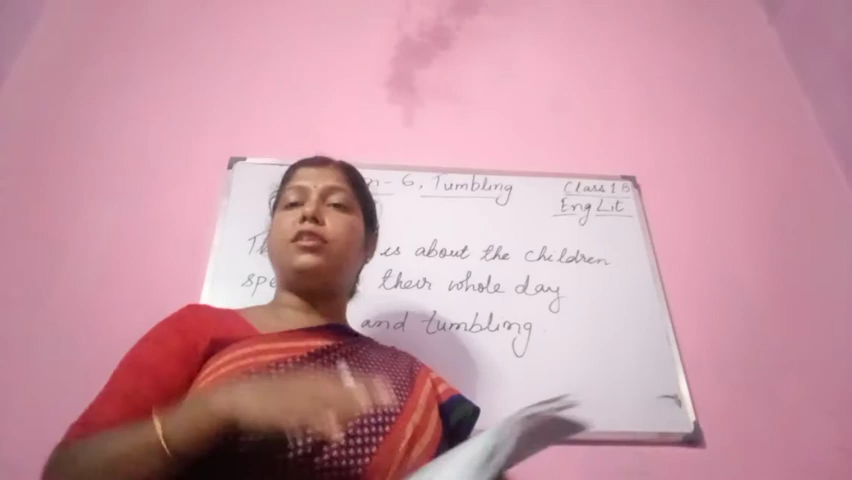 - 6, Tumbling
Class 1 B
Eng Lit
is about the children
their whole day
and tumbling.